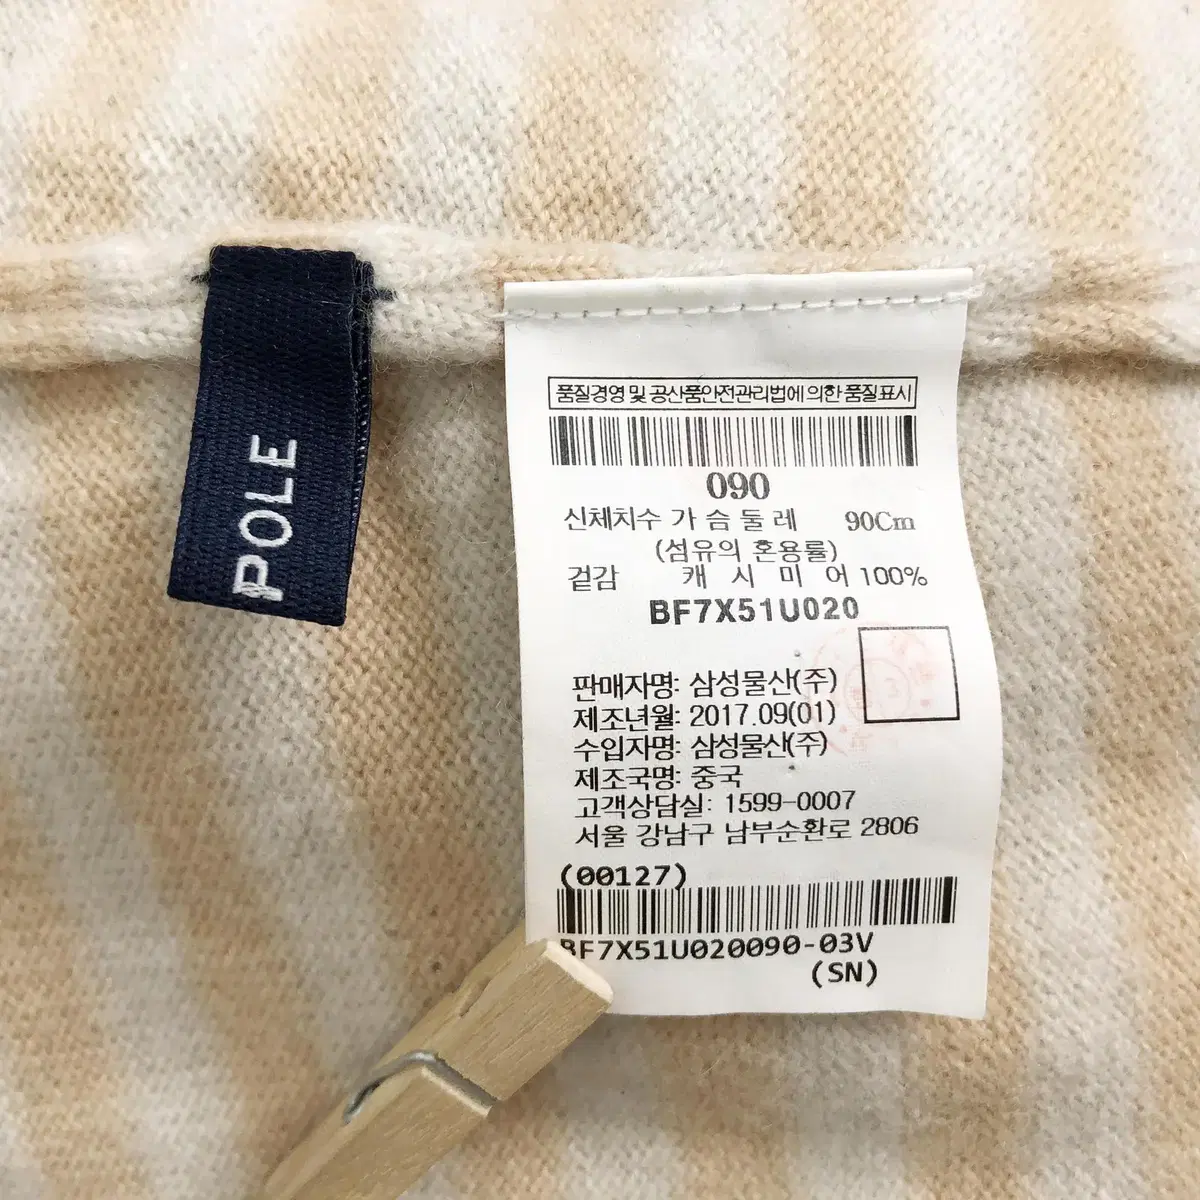 POLE
품질경영 및 공산품안전관리법에 의한 품질표시
090
신체치수 가 슴 둘 레 90Cm
(섬유의 혼용률)
겉감 캐 시 미 어 100%
BF7X51U020
판매자명: 삼성물산(주)
제조년월: 2017.09(01)
수입자명: 삼성물산(주)
제조국명: 중국
고객상담실: 1599-0007
서울 강남구 남부순환로 2806
(00127)
BF7X51U020090-03V
(SN)